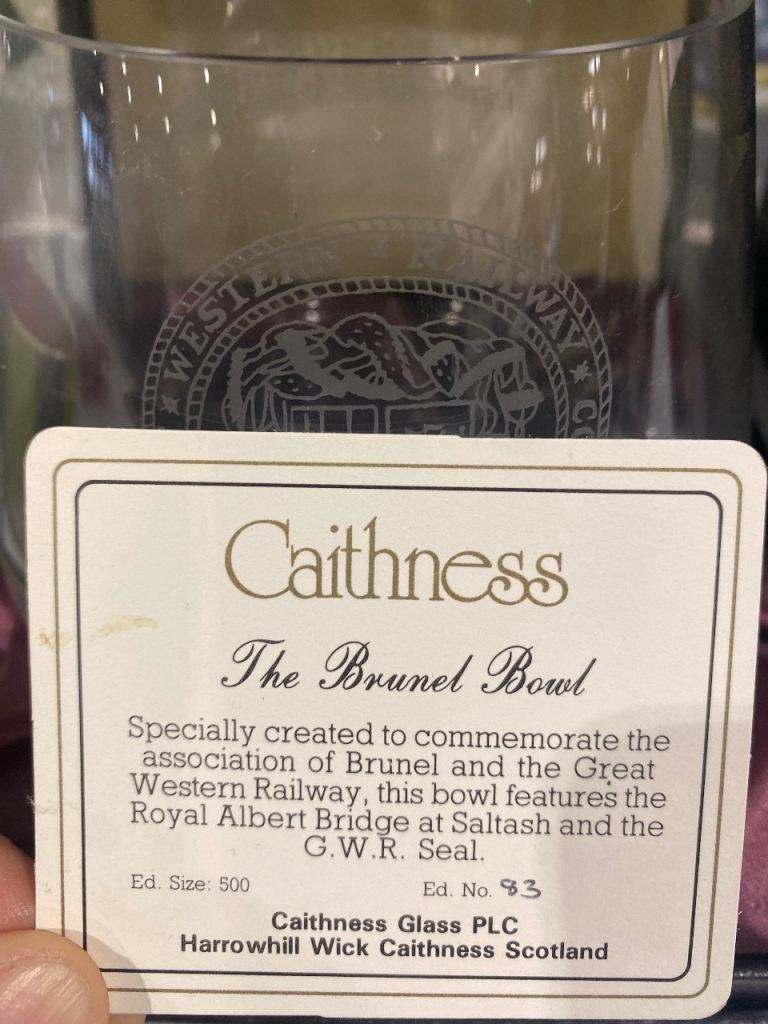 WESTERN RAILWAY CO
Caithness
The Brunel Bowl
Specially created to commemorate the
association of Brunel and the Great
Western Railway, this bowl features the
Royal Albert Bridge at Saltash and the
G.W.R. Seal.
Ed. Size: 500 Ed. No. 83
Caithness Glass PLC
Harrowhill Wick Caithness Scotland